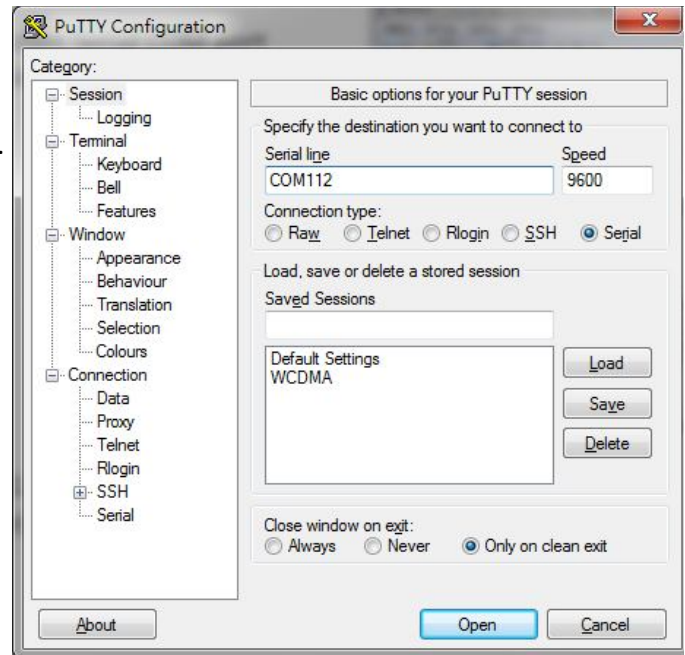 PuTTY Configuration
Category:
Session
Logging
Terminal
Keyboard
Bell
Features
Window
Appearance
Behaviour
Translation
Selection
Colours
Connection
Data
Proxy
Telnet
Rlogin
SSH
Serial
Basic options for your PuTTY session
Specify the destination you want to connect to
Serial line Speed
COM112 9600
Connection type:
Raw Telnet Rlogin SSH Serial
Load, save or delete a stored session
Saved Sessions
Default Settings
WCDMA
Load
Save
Delete
Close window on exit:
Always Never Only on clean exit
About Open Cancel